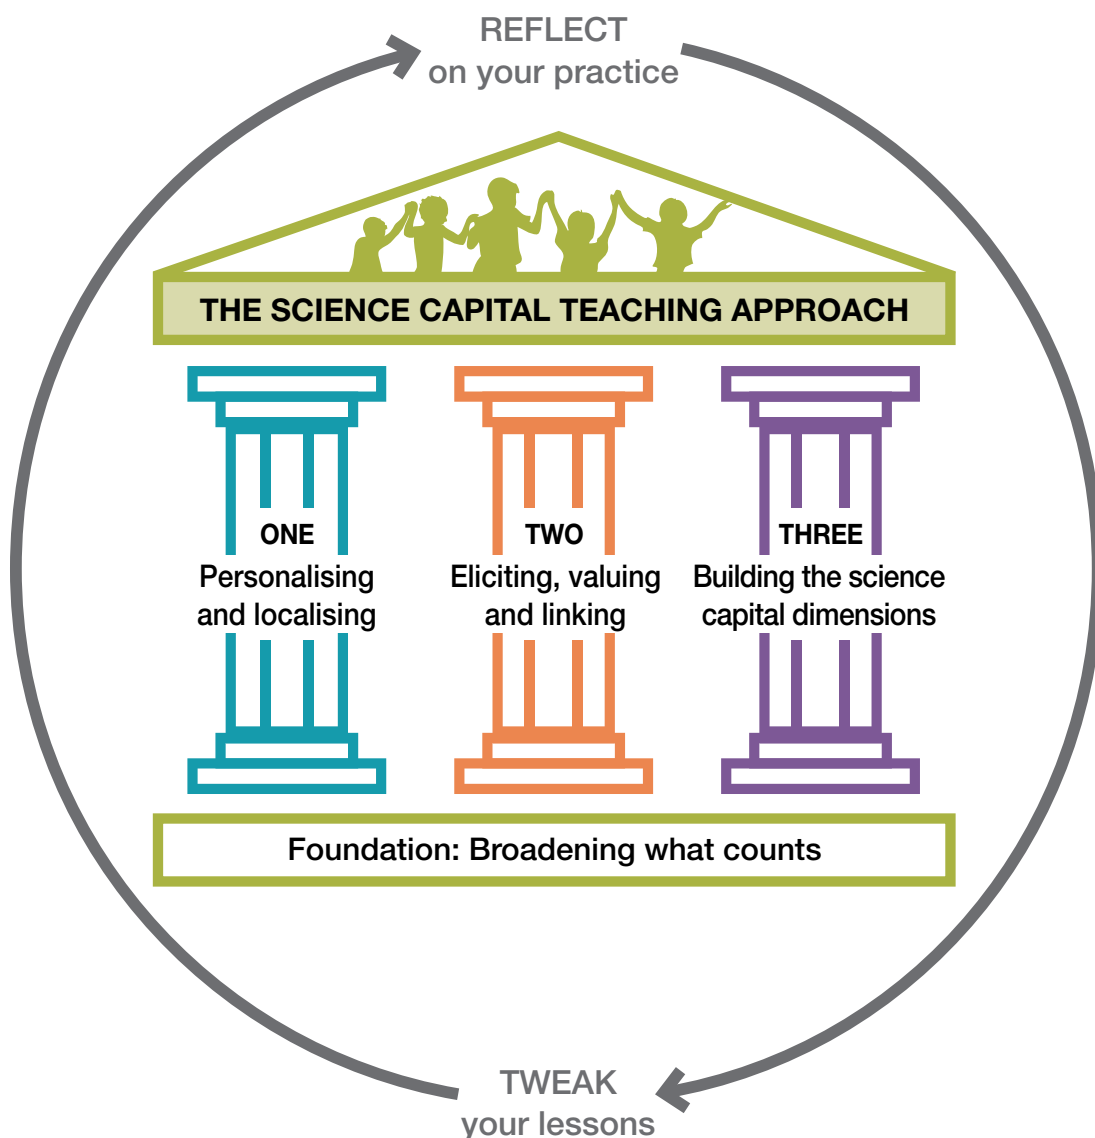 REFLECT
on your practice
THE SCIENCE CAPITAL TEACHING APPROACH
ONE
Personalising
and localising
TWO
Eliciting, valuing
and linking
THREE
Building the science
capital dimensions
Foundation: Broadening what counts
TWEAK
your lessons